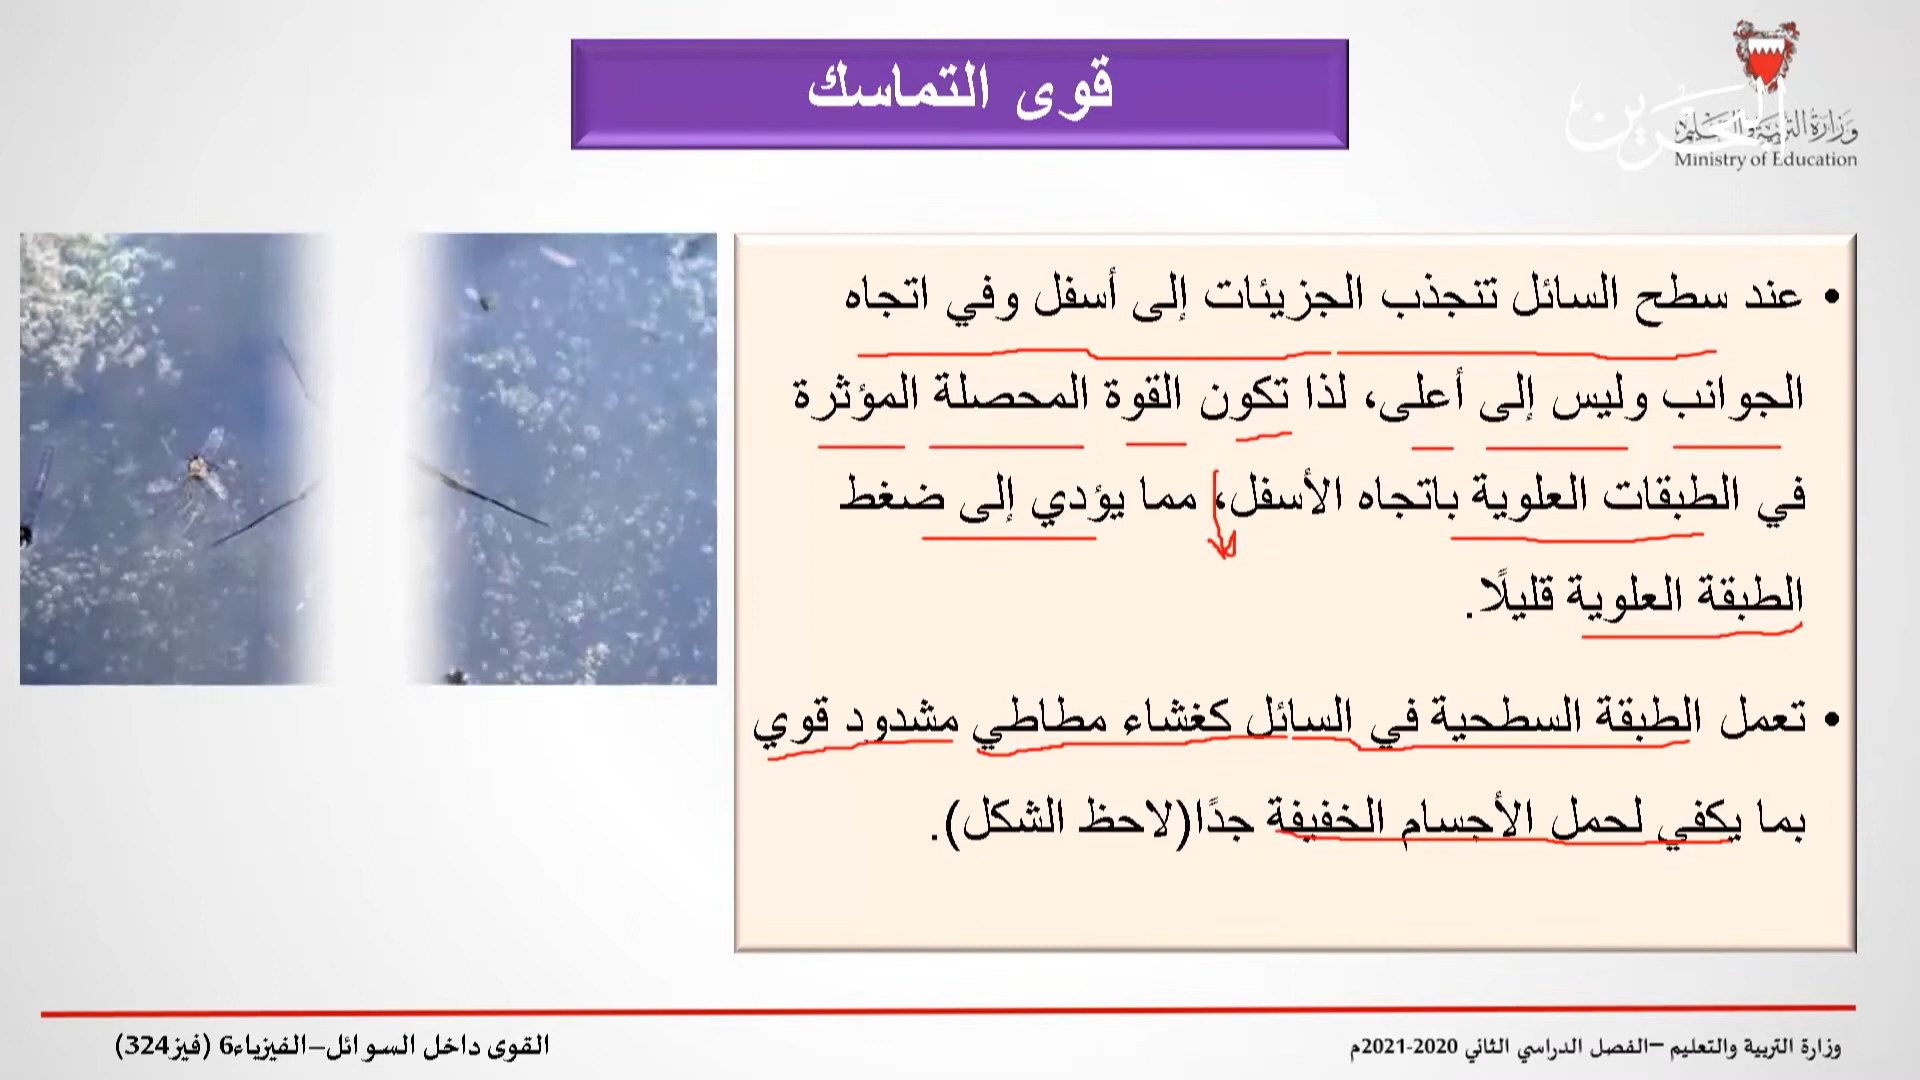 قوى التماسك
البحرين
وزارة التربية والتعليم
Ministry of Education
• عند سطح السائل تنجذب الجزيئات إلى أسفل وفي اتجاه
الجوانب وليس إلى أعلى، لذا تكون القوة المحصلة المؤثرة
في الطبقات العلوية باتجاه الأسفل، مما يؤدي إلى ضغط
الطبقة العلوية قليلًا.
• تعمل الطبقة السطحية في السائل كغشاء مطاطي مشدود قوي
بما يكفي لحمل الأجسام الخفيفة جدًا(لاحظ الشكل).
وزارة التربية والتعليم –الفصل الدراسي الثاني 2020-2021م
القوى داخل السوائل–الفيزياء6 (فيز324)